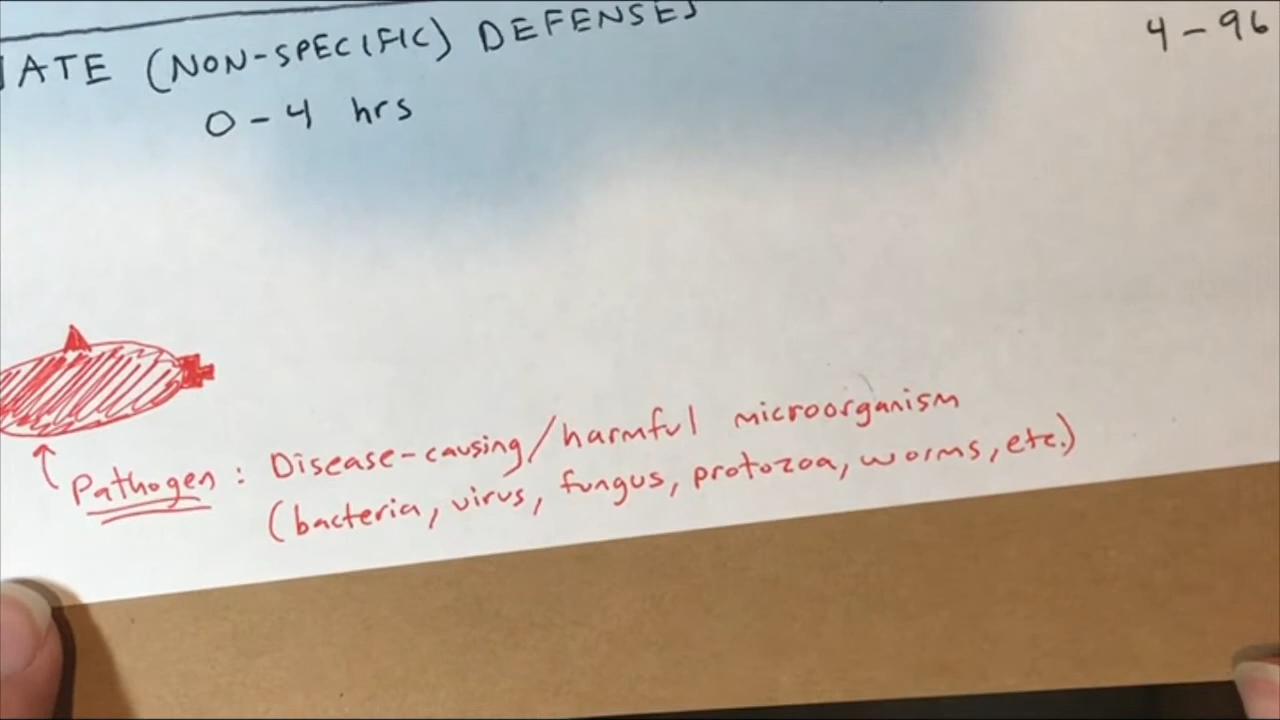 NATE (NON-SPECIFIC) DEFENSES
0-4 hrs
4-96
Pathogen: Disease-causing/harmful microorganism
(bacteria, virus, fungus, protozoa, worms, etc.)